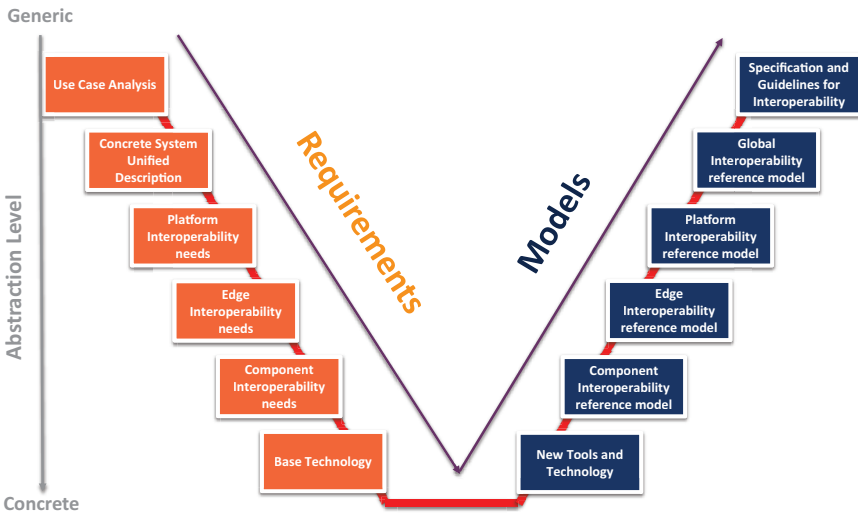 Generic
Use Case Analysis
Concrete System
Unified
Description
Platform
Interoperability
needs
Edge
Interoperability
needs
Component
Interoperability
needs
Base Technology
Abstraction Level
Concrete
Requirements
Models
Specification and
Guidelines for
Interoperability
Global
Interoperability
reference model
Platform
Interoperability
reference model
Edge
Interoperability
reference model
Component
Interoperability
reference model
New Tools and
Technology